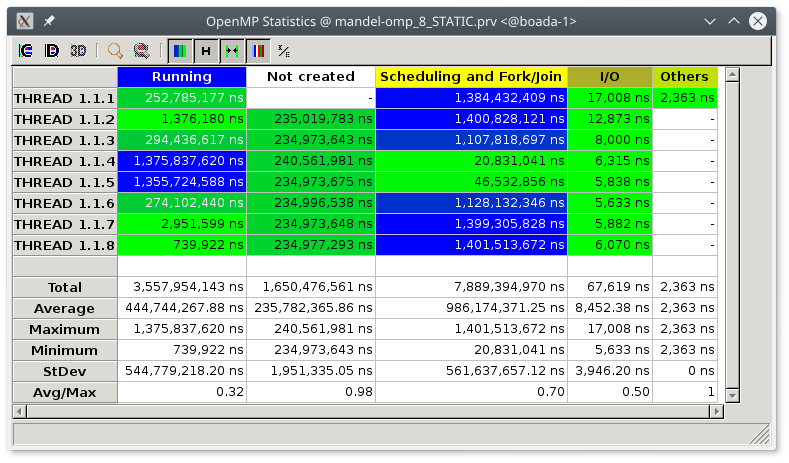 OpenMP Statistics @ mandel-omp_8_STATIC.prv <@boada-1>
3D H
Running Not created Scheduling and Fork/Join I/O Others
THREAD 1.1.1 252,785,177 ns - 1,384,432,409 ns 17,008 ns 2,363 ns
THREAD 1.1.2 1,376,180 ns 235,019,783 ns 1,400,828,121 ns 12,873 ns -
THREAD 1.1.3 294,436,617 ns 234,973,643 ns 1,107,818,697 ns 8,000 ns -
THREAD 1.1.4 1,375,837,620 ns 240,561,981 ns 20,831,041 ns 6,315 ns -
THREAD 1.1.5 1,355,724,588 ns 234,973,675 ns 46,532,856 ns 5,838 ns -
THREAD 1.1.6 274,102,440 ns 234,996,538 ns 1,128,132,346 ns 5,633 ns -
THREAD 1.1.7 2,951,599 ns 234,973,648 ns 1,399,305,828 ns 5,882 ns -
THREAD 1.1.8 739,922 ns 234,977,293 ns 1,401,513,672 ns 6,070 ns -
Total 3,557,954,143 ns 1,650,476,561 ns 7,889,394,970 ns 67,619 ns 2,363 ns
Average 444,744,267.88 ns 235,782,365.86 ns 986,174,371.25 ns 8,452.38 ns 2,363 ns
Maximum 1,375,837,620 ns 240,561,981 ns 1,401,513,672 ns 17,008 ns 2,363 ns
Minimum 739,922 ns 234,973,643 ns 20,831,041 ns 5,633 ns 2,363 ns
StDev 544,779,218.20 ns 1,951,335.05 ns 561,637,657.12 ns 3,946.20 ns 0 ns
Avg/Max 0.32 0.98 0.70 0.50 1